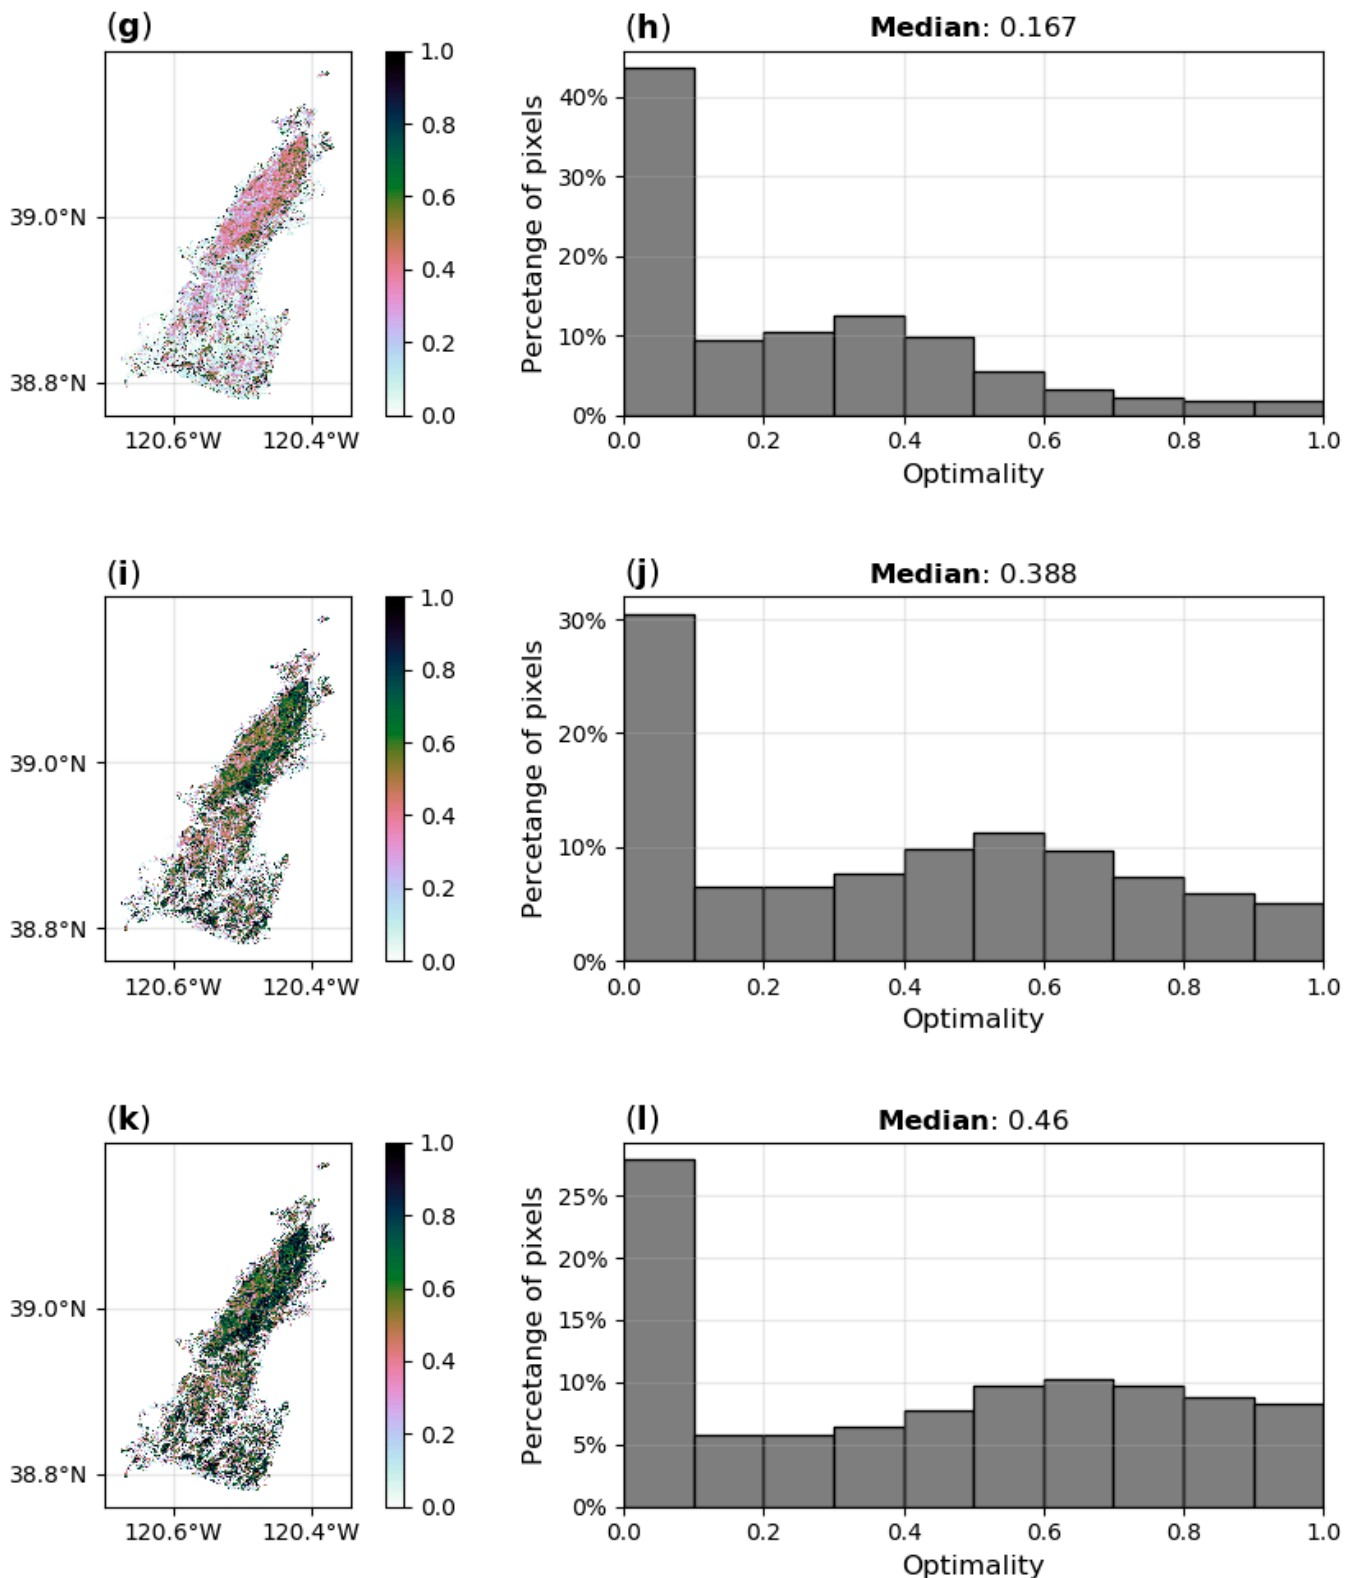 (g)
1.0
0.8
0.6
0.4
0.2
0.0
39.0°N
38.8°N
120.6°W 120.4°W
(h)
Median: 0.167
Percetange of pixels
40%
30%
20%
10%
0%
0.0 0.2 0.4 0.6 0.8 1.0
Optimality
(i)
1.0
0.8
0.6
0.4
0.2
0.0
39.0°N
38.8°N
120.6°W 120.4°W
(j)
Median: 0.388
Percetange of pixels
30%
20%
10%
0%
0.0 0.2 0.4 0.6 0.8 1.0
Optimality
(k)
1.0
0.8
0.6
0.4
0.2
0.0
39.0°N
38.8°N
120.6°W 120.4°W
(l)
Median: 0.46
Percetange of pixels
25%
20%
15%
10%
5%
0%
0.0 0.2 0.4 0.6 0.8 1.0
Optimality